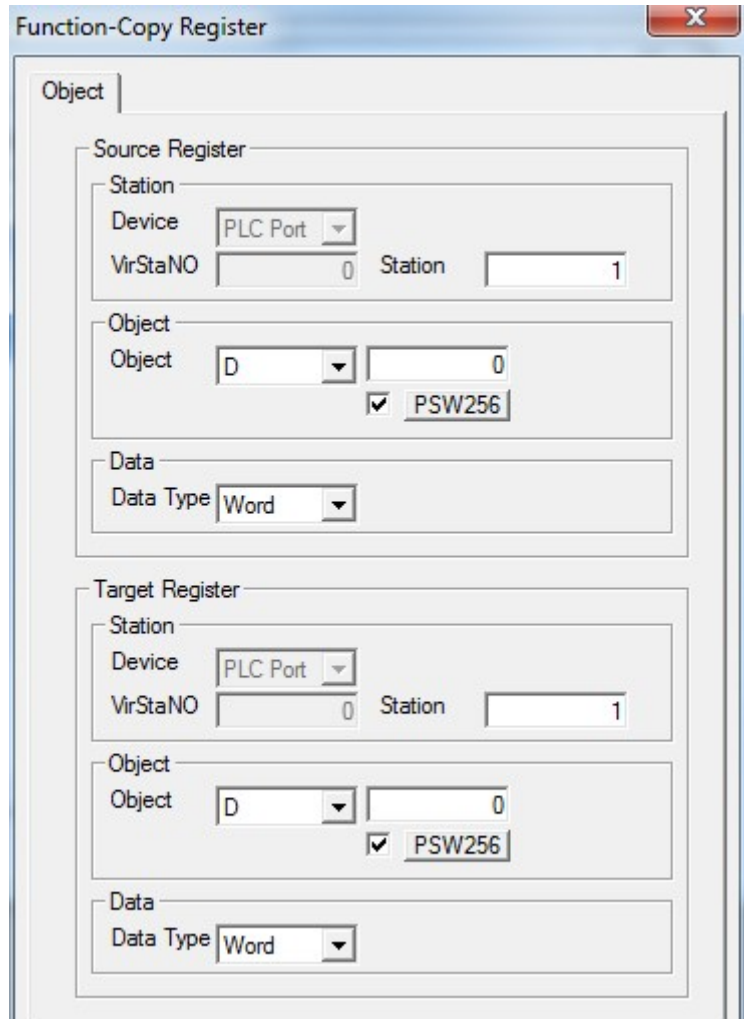 Function-Copy Register
Object
Source Register
Station
Device PLC Port
VirStaNO 0 Station 1
Object
Object D 0
PSW256
Data
Data Type Word
Target Register
Station
Device PLC Port
VirStaNO 0 Station 1
Object
Object D 0
PSW256
Data
Data Type Word